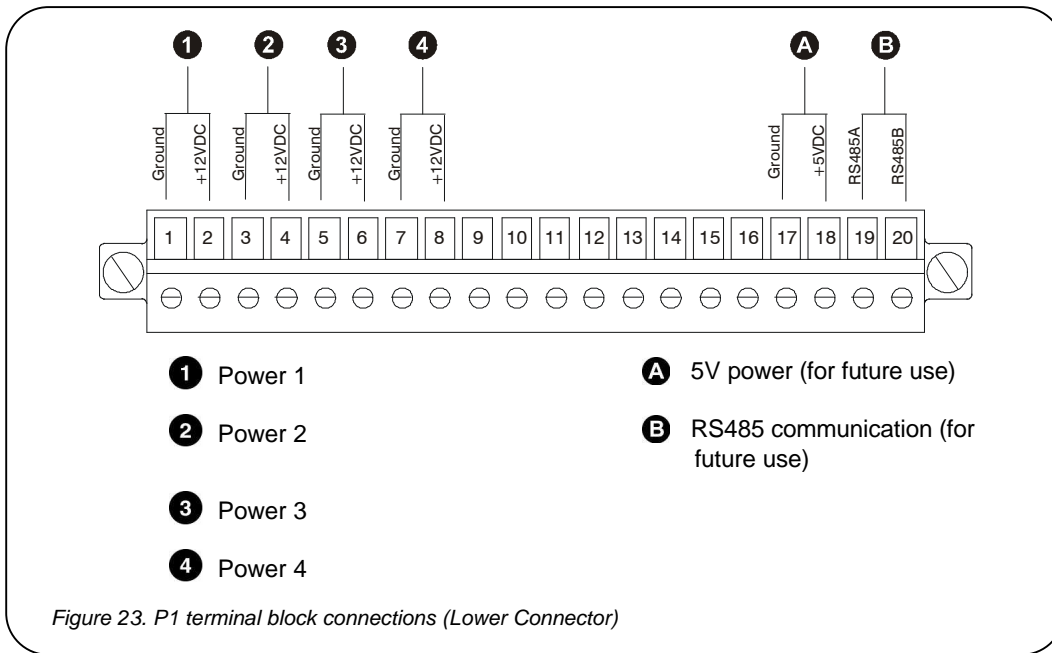 1 2 3 4 A B
Ground +12VDC Ground +12VDC Ground +12VDC Ground +12VDC Ground +5VDC RS485A RS485B
1 2 3 4 5 6 7 8 9 10 11 12 13 14 15 16 17 18 19 20
1 Power 1
2 Power 2
3 Power 3
4 Power 4
A 5V power (for future use)
B RS485 communication (for
future use)
Figure 23. P1 terminal block connections (Lower Connector)